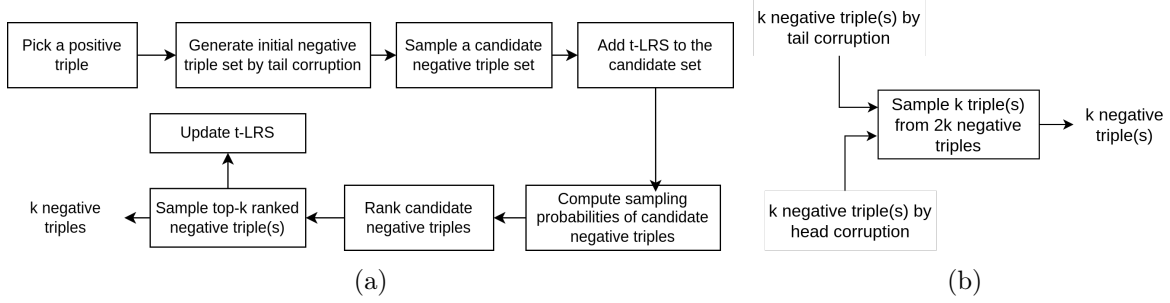 Pick a positive
triple
Generate initial negative
triple set by tail corruption
Sample a candidate
negative triple set
Add t-LRS to the
candidate set
Update t-LRS
k negative
triples
Sample top-k ranked
negative triple(s)
Rank candidate
negative triples
Compute sampling
probabilities of candidate
negative triples
(a)
k negative triple(s) by
tail corruption
Sample k triple(s)
from 2k negative
triples
k negative
triple(s)
k negative triple(s) by
head corruption
(b)